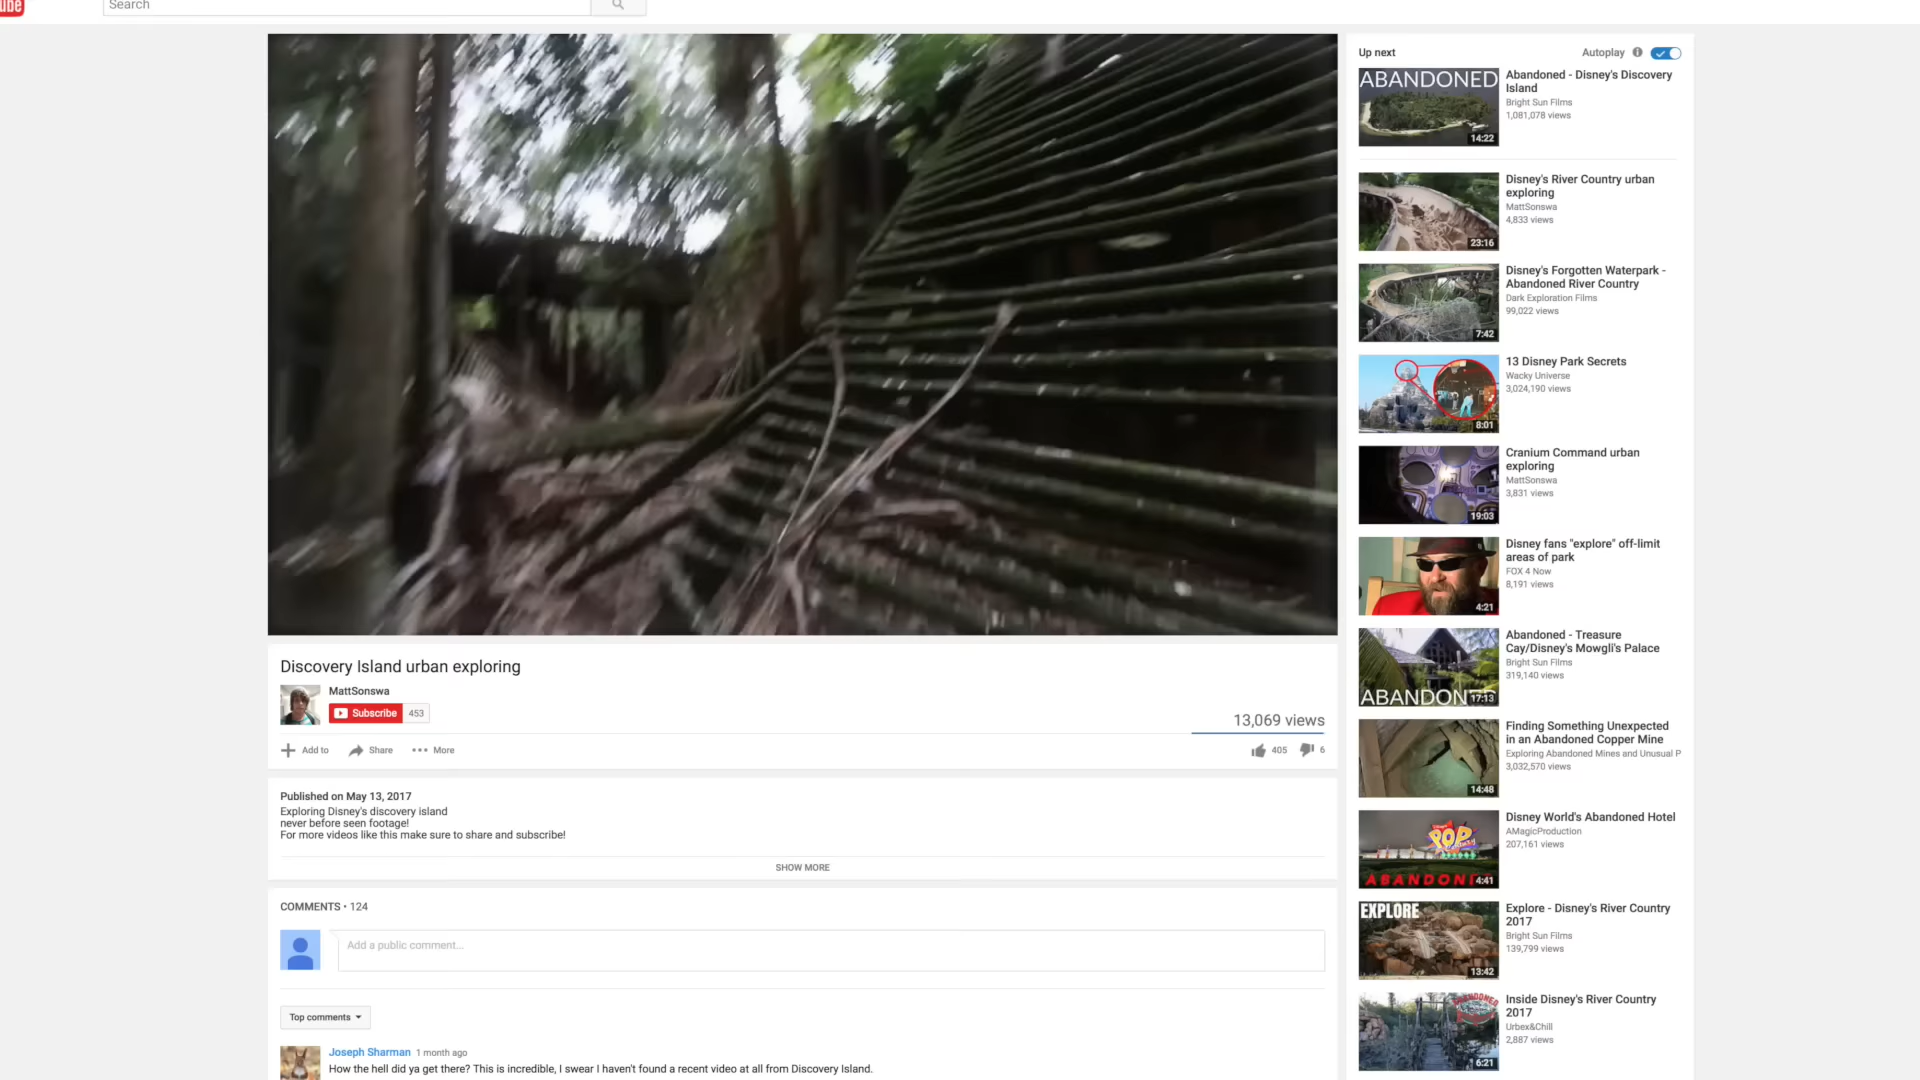 Search
Up next
Autoplay
ABANDONED
14:22
Abandoned - Disney's Discovery
Island
Bright Sun Films
1,081,078 views
23:16
Disney's River Country urban
exploring
MattSonswa
4,833 views
7:42
Disney's Forgotten Waterpark -
Abandoned River Country
Dark Exploration Films
99,022 views
8:01
13 Disney Park Secrets
Wacky Universe
3,024,190 views
19:03
Cranium Command urban
exploring
MattSonswa
3,831 views
4:21
Disney fans "explore" off-limit
areas of park
FOX 4 Now
8,191 views
17:13
Abandoned - Treasure
Cay/Disney's Mowgli's Palace
Bright Sun Films
319,140 views
14:48
Finding Something Unexpected
in an Abandoned Copper Mine
Exploring Abandoned Mines and Unusual P
3,032,570 views
POP
4:41
Disney World's Abandoned Hotel
AMagicProduction
207,161 views
EXPLORE
13:42
Explore - Disney's River Country
2017
Bright Sun Films
139,799 views
6:21
Inside Disney's River Country
2017
Urbex&Chill
2,887 views
Discovery Island urban exploring
MattSonswa
Subscribe 453
13,069 views
Add to Share More
405 6
Published on May 13, 2017
Exploring Disney's discovery island
never before seen footage!
For more videos like this make sure to share and subscribe!
SHOW MORE
COMMENTS • 124
Add a public comment...
Top comments
Joseph Sharman 1 month ago
How the hell did ya get there? This is incredible, I swear I haven't found a recent video at all from Discovery Island.